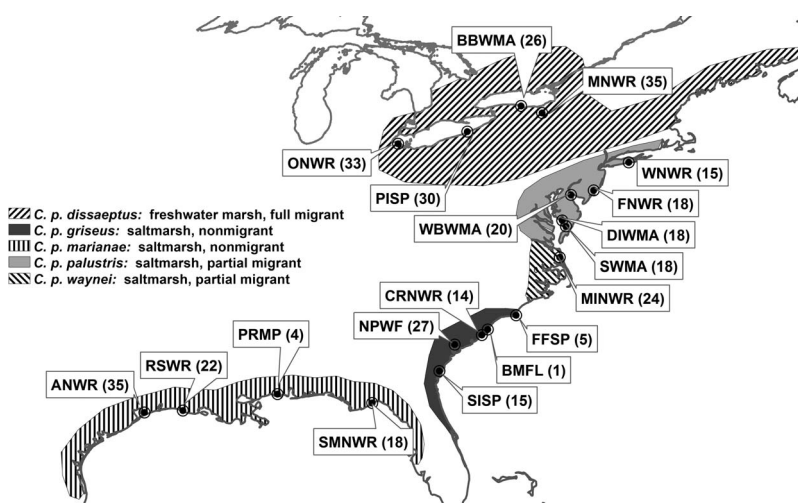 BBWMA (26)
MNWR (35)
ONWR (33)
PISP (30)
WNWR (15)
FNWR (18)
WBWMA (20)
DIWMA (18)
SWMA (18)
MINWR (24)
C. p. dissaeptus: freshwater marsh, full migrant
C. p. griseus: saltmarsh, nonmigrant
C. p. marianae: saltmarsh, nonmigrant
C. p. palustris: saltmarsh, partial migrant
C. p. waynei: saltmarsh, partial migrant
CRNWR (14)
NPWF (27)
FFSP (5)
BMFL (1)
SISP (15)
PRMP (4)
RSWR (22)
ANWR (35)
SMNWR (18)